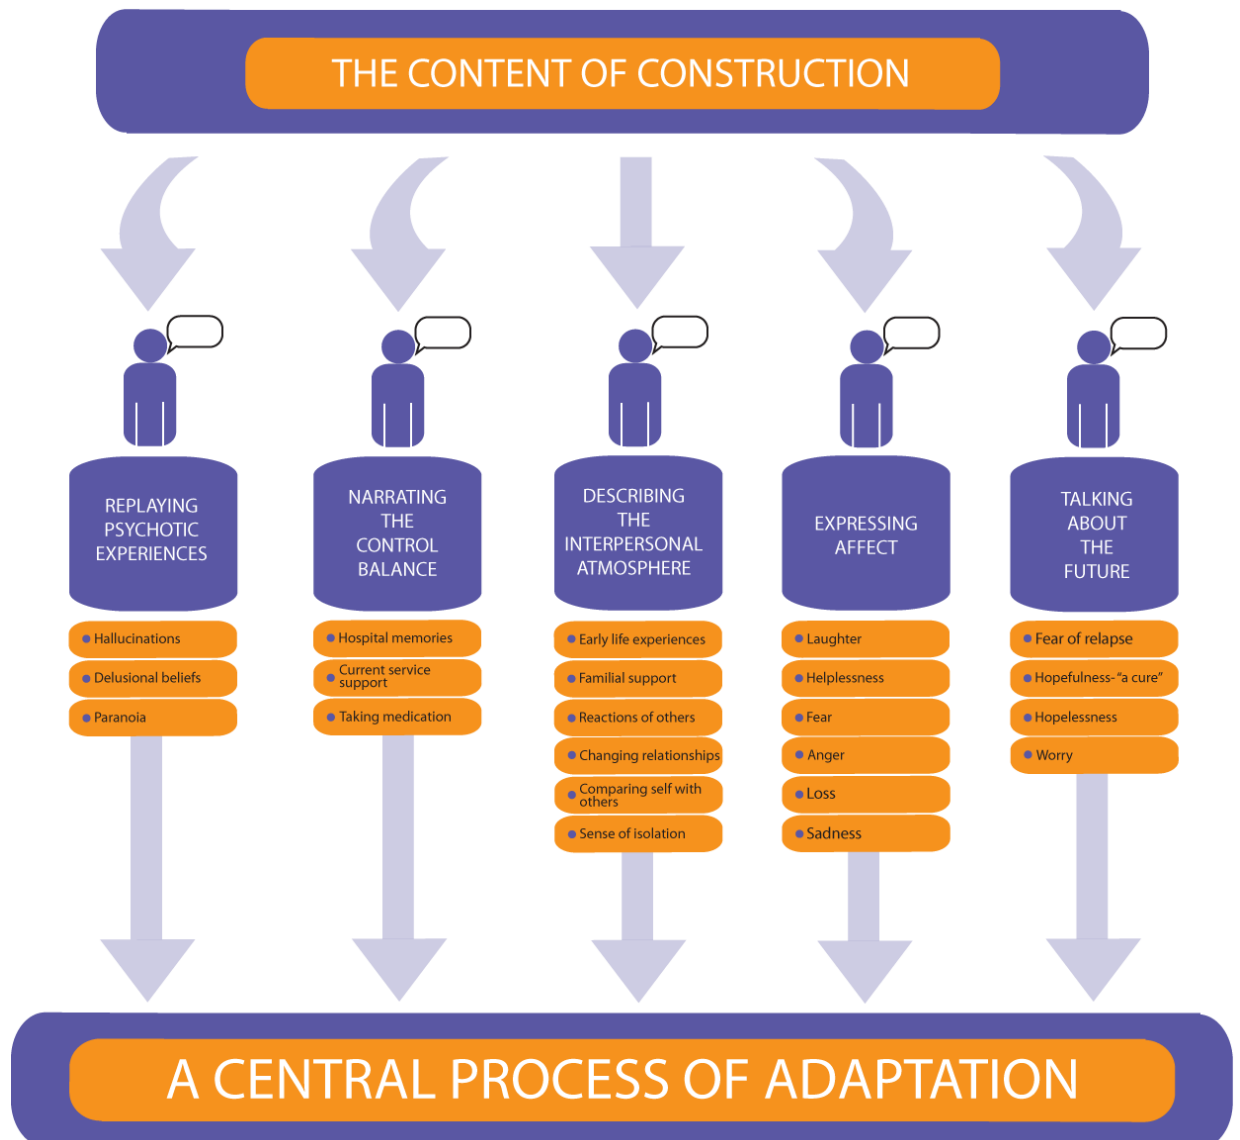 THE CONTENT OF CONSTRUCTION
REPLAYING
PSYCHOTIC
EXPERIENCES
Hallucinations
Delusional beliefs
Paranoia
NARRATING
THE
CONTROL
BALANCE
Hospital memories
Current service
support
Taking medication
DESCRIBING
THE
INTERPERSONAL
ATMOSPHERE
Early life experiences
Familial support
Reactions of others
Changing relationships
Comparing self with
others
Sense of isolation
EXPRESSING
AFFECT
Laughter
Helplessness
Fear
Anger
Loss
Sadness
TALKING
ABOUT
THE
FUTURE
Fear of relapse
Hopefulness- “a cure”
Hopelessness
Worry
A CENTRAL PROCESS OF ADAPTATION